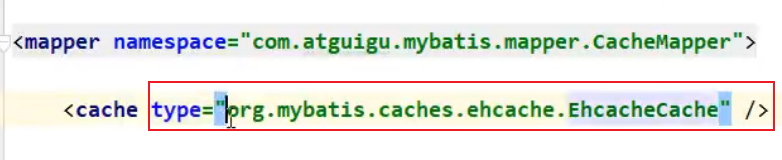 <mapper namespace="com.atguigu.mybatis.mapper.CacheMapper">
<cache type="org.mybatis.caches.ehcache.EhcacheCache" />